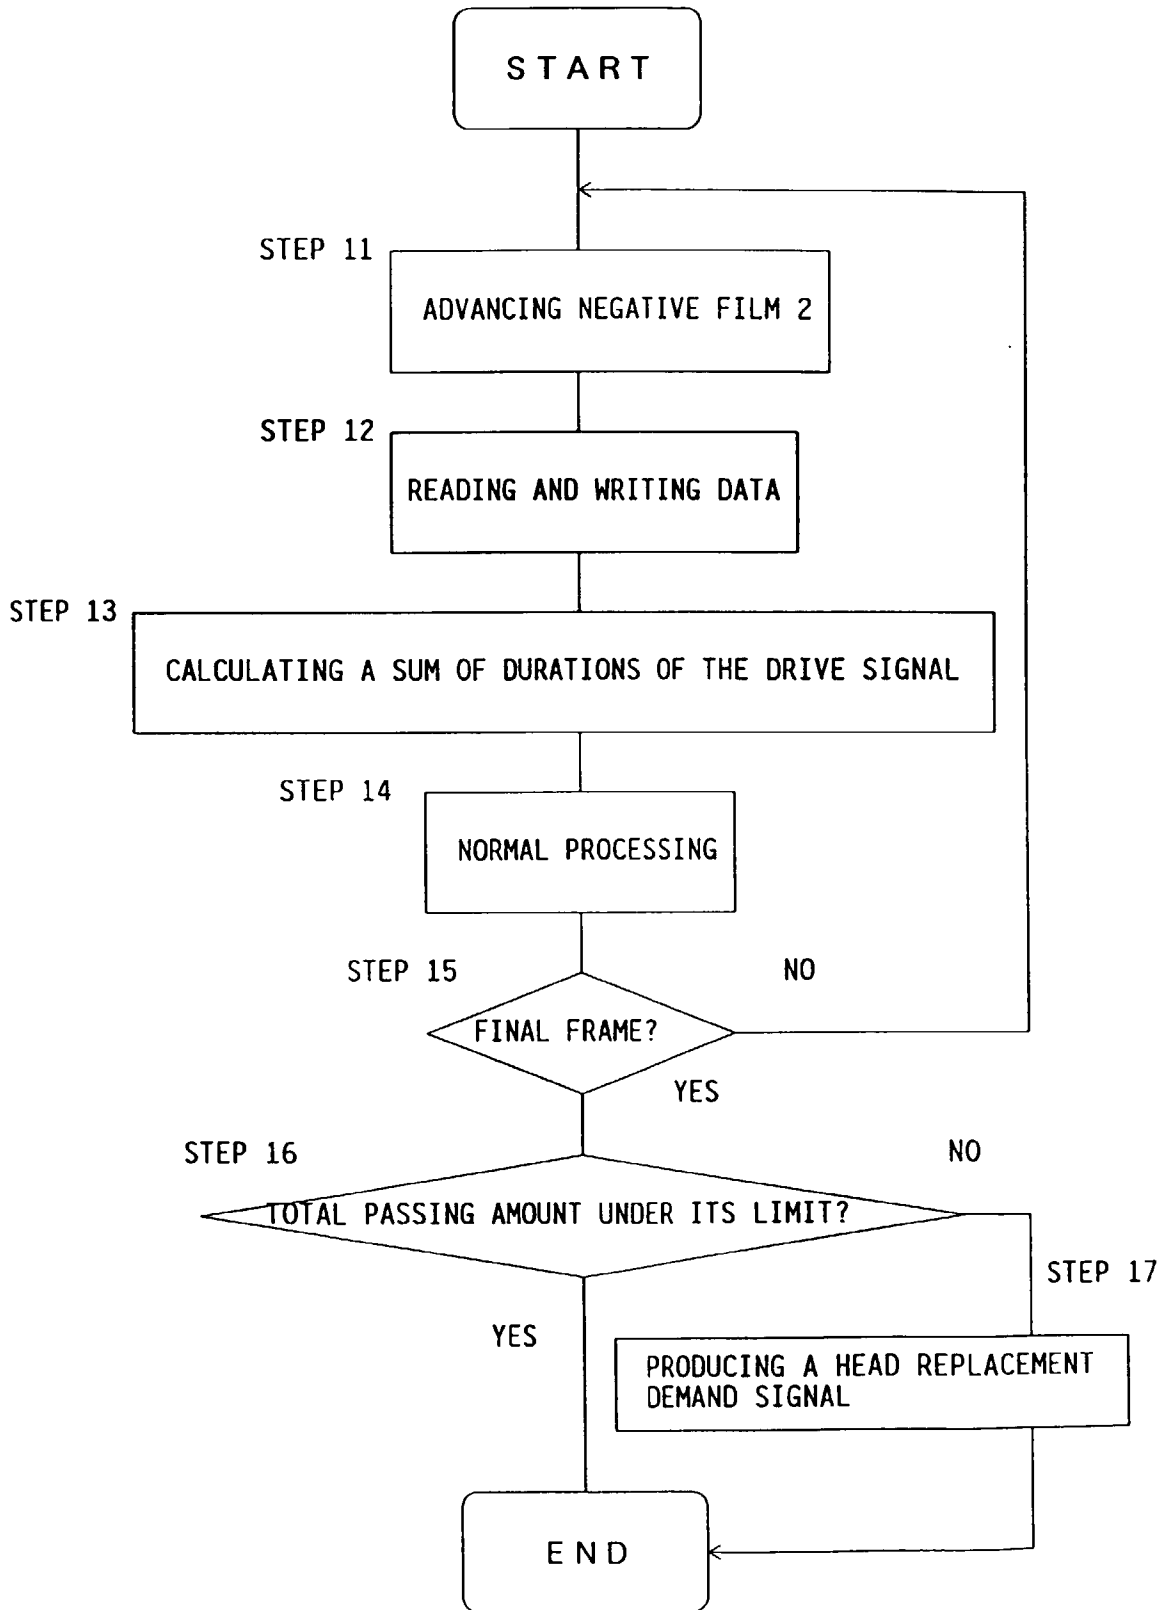 START
STEP 11
ADVANCING NEGATIVE FILM 2
STEP 12
READING AND WRITING DATA
STEP 13
CALCULATING A SUM OF DURATIONS OF THE DRIVE SIGNAL
STEP 14
NORMAL PROCESSING
STEP 15
NO
FINAL FRAME?
YES
STEP 16
NO
TOTAL PASSING AMOUNT UNDER ITS LIMIT?
STEP 17
YES
PRODUCING A HEAD REPLACEMENT
DEMAND SIGNAL
END